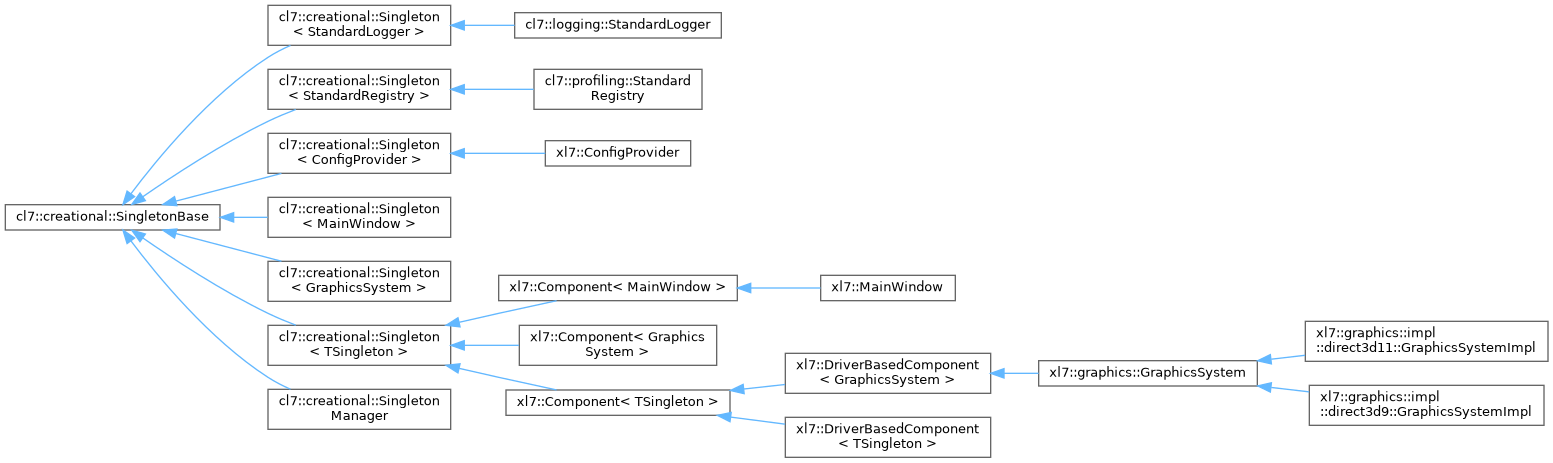 cl7::creational::Singleton
< StandardLogger >
cl7::logging::StandardLogger
cl7::creational::Singleton
< StandardRegistry >
cl7::profiling::Standard
Registry
cl7::creational::Singleton
< ConfigProvider >
xl7::ConfigProvider
cl7::creational::SingletonBase
cl7::creational::Singleton
< MainWindow >
cl7::creational::Singleton
< GraphicsSystem >
xl7::Component< MainWindow >
xl7::MainWindow
cl7::creational::Singleton
< TSingleton >
xl7::Component< Graphics
System >
xl7::graphics::impl
::direct3d11::GraphicsSystemImpl
xl7::DriverBasedComponent
< GraphicsSystem >
xl7::graphics::GraphicsSystem
cl7::creational::Singleton
Manager
xl7::Component< TSingleton >
xl7::graphics::impl
::direct3d9::GraphicsSystemImpl
xl7::DriverBasedComponent
< TSingleton >